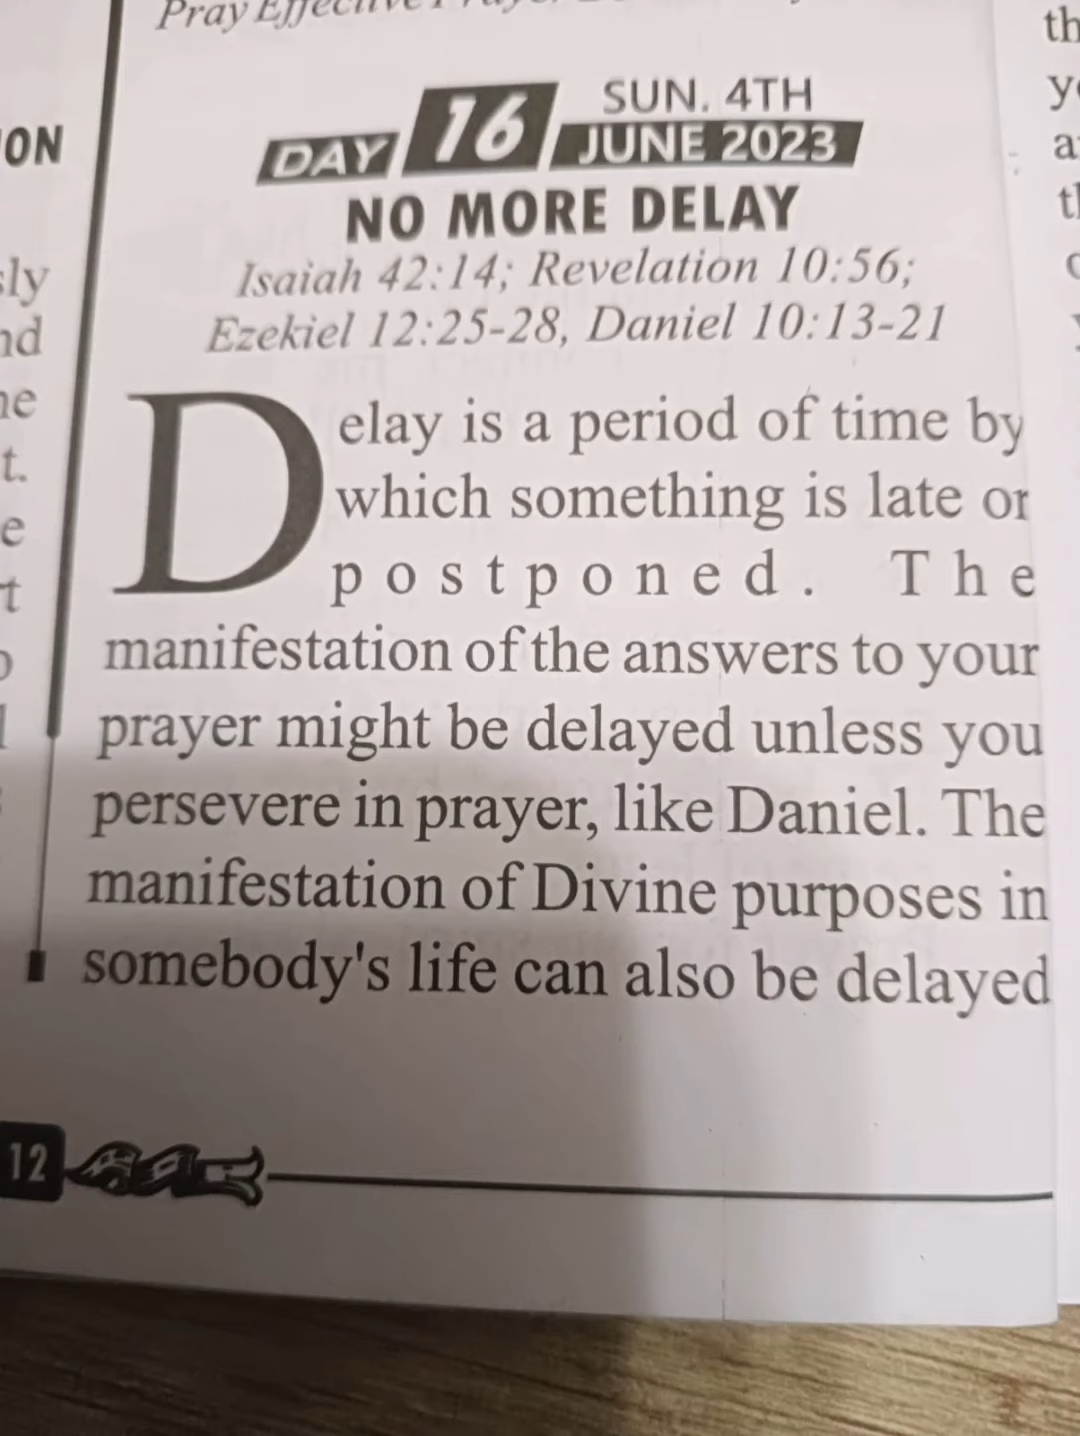 Pray Effective
DAY 16 SUN. 4TH
JUNE 2023
NO MORE DELAY
Isaiah 42:14; Revelation 10:56;
Ezekiel 12:25-28, Daniel 10:13-21
Delay is a period of time by
which something is late or
postponed. The
manifestation of the answers to your
prayer might be delayed unless you
persevere in prayer, like Daniel. The
manifestation of Divine purposes in
somebody's life can also be delayed
12